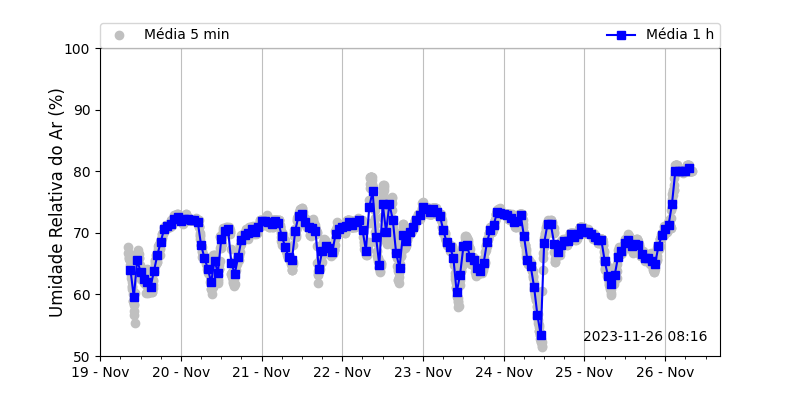 Média 5 min
Média 1 h
Umidade Relativa do Ar (%)
100
90
80
70
60
50
2023-11-26 08:16
19 - Nov
20 - Nov
21 - Nov
22 - Nov
23 - Nov
24 - Nov
25 - Nov
26 - Nov